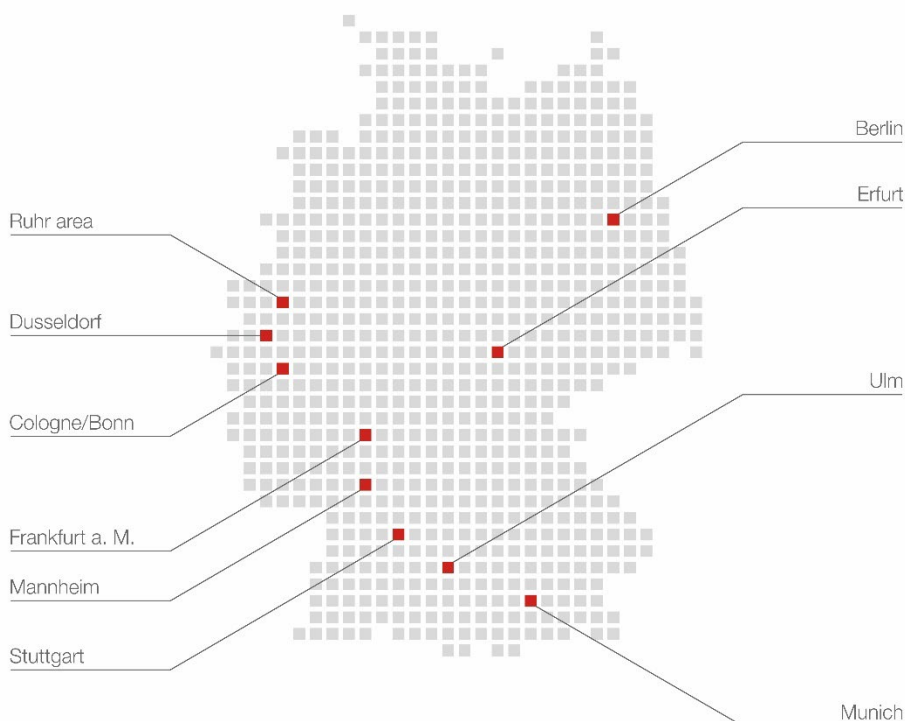 Berlin
Erfurt
Ruhr area
Dusseldorf
Ulm
Cologne/Bonn
Frankfurt a. M.
Mannheim
Stuttgart
Munich